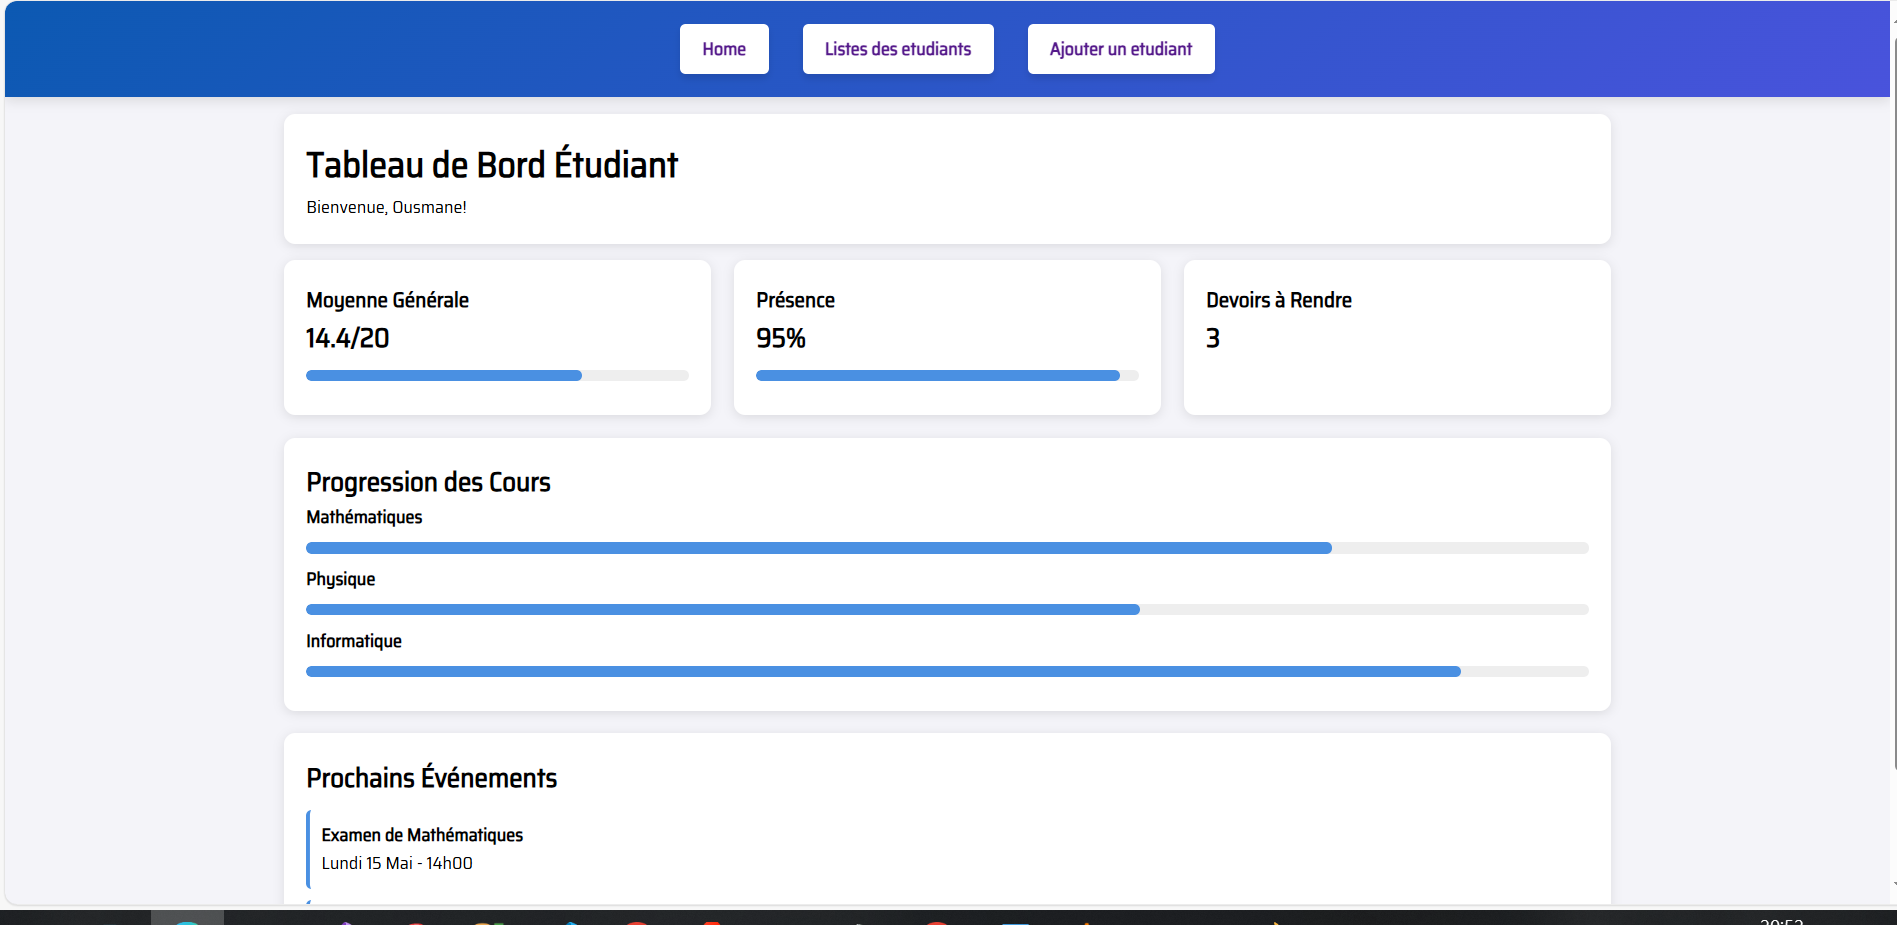 Home
Listes des etudiants
Ajouter un etudiant
Tableau de Bord Étudiant
Bienvenue, Ousmane!
Moyenne Générale
14.4/20
Présence
95%
Devoirs à Rendre
3
Progression des Cours
Mathématiques
Physique
Informatique
Prochains Événements
Examen de Mathématiques
Lundi 15 Mai - 14h00